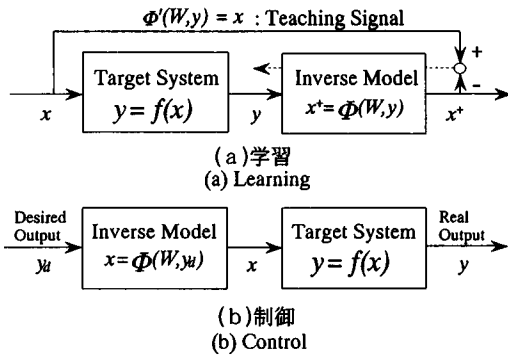 Φ'(W,y) = x : Teaching Signal
+
Target System
y = f(x)
Inverse Model
x⁺=Φ(W,y)
-
x
y
x⁺
(a)学習
(a) Learning
Desired
Output
yd
Inverse Model
x=Φ(W,yd)
x
Target System
y = f(x)
Real
Output
y
(b)制御
(b) Control